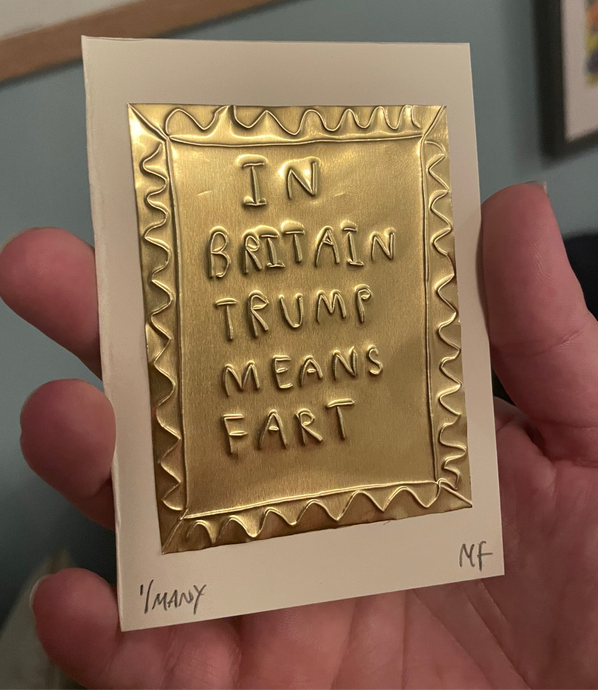 IN
BRITAIN
TRUMP
MEANS
FART
1/MANY
MF